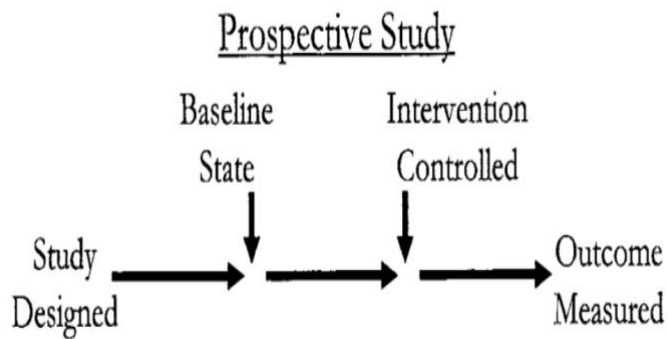 Prospective Study
Baseline
State
Intervention
Controlled
Study
Designed
Outcome
Measured